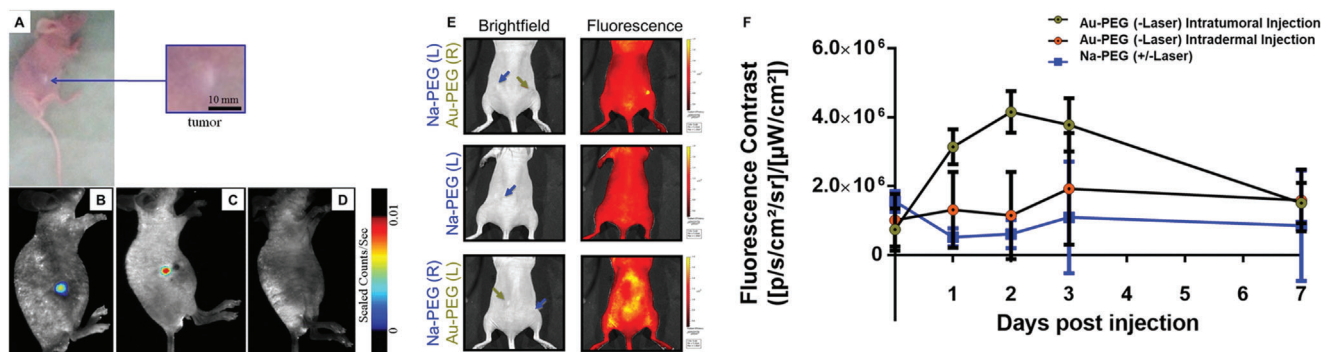 A
10 mm
tumor
B
C
D
0.01
Scaled Counts/Sec
0
E
Brightfield
Fluorescence
Na-PEG (L)
Au-PEG (R)
Na-PEG (L)
Na-PEG (R)
Au-PEG (L)
F
Au-PEG (-Laser) Intratumoral Injection
Au-PEG (-Laser) Intradermal Injection
Na-PEG (+/-Laser)
Fluorescence Contrast
([p/s/cm²/sr]/[µW/cm²])
6.0×10⁶
4.0×10⁶
2.0×10⁶
0
1 2 3 4 5 6 7
Days post injection